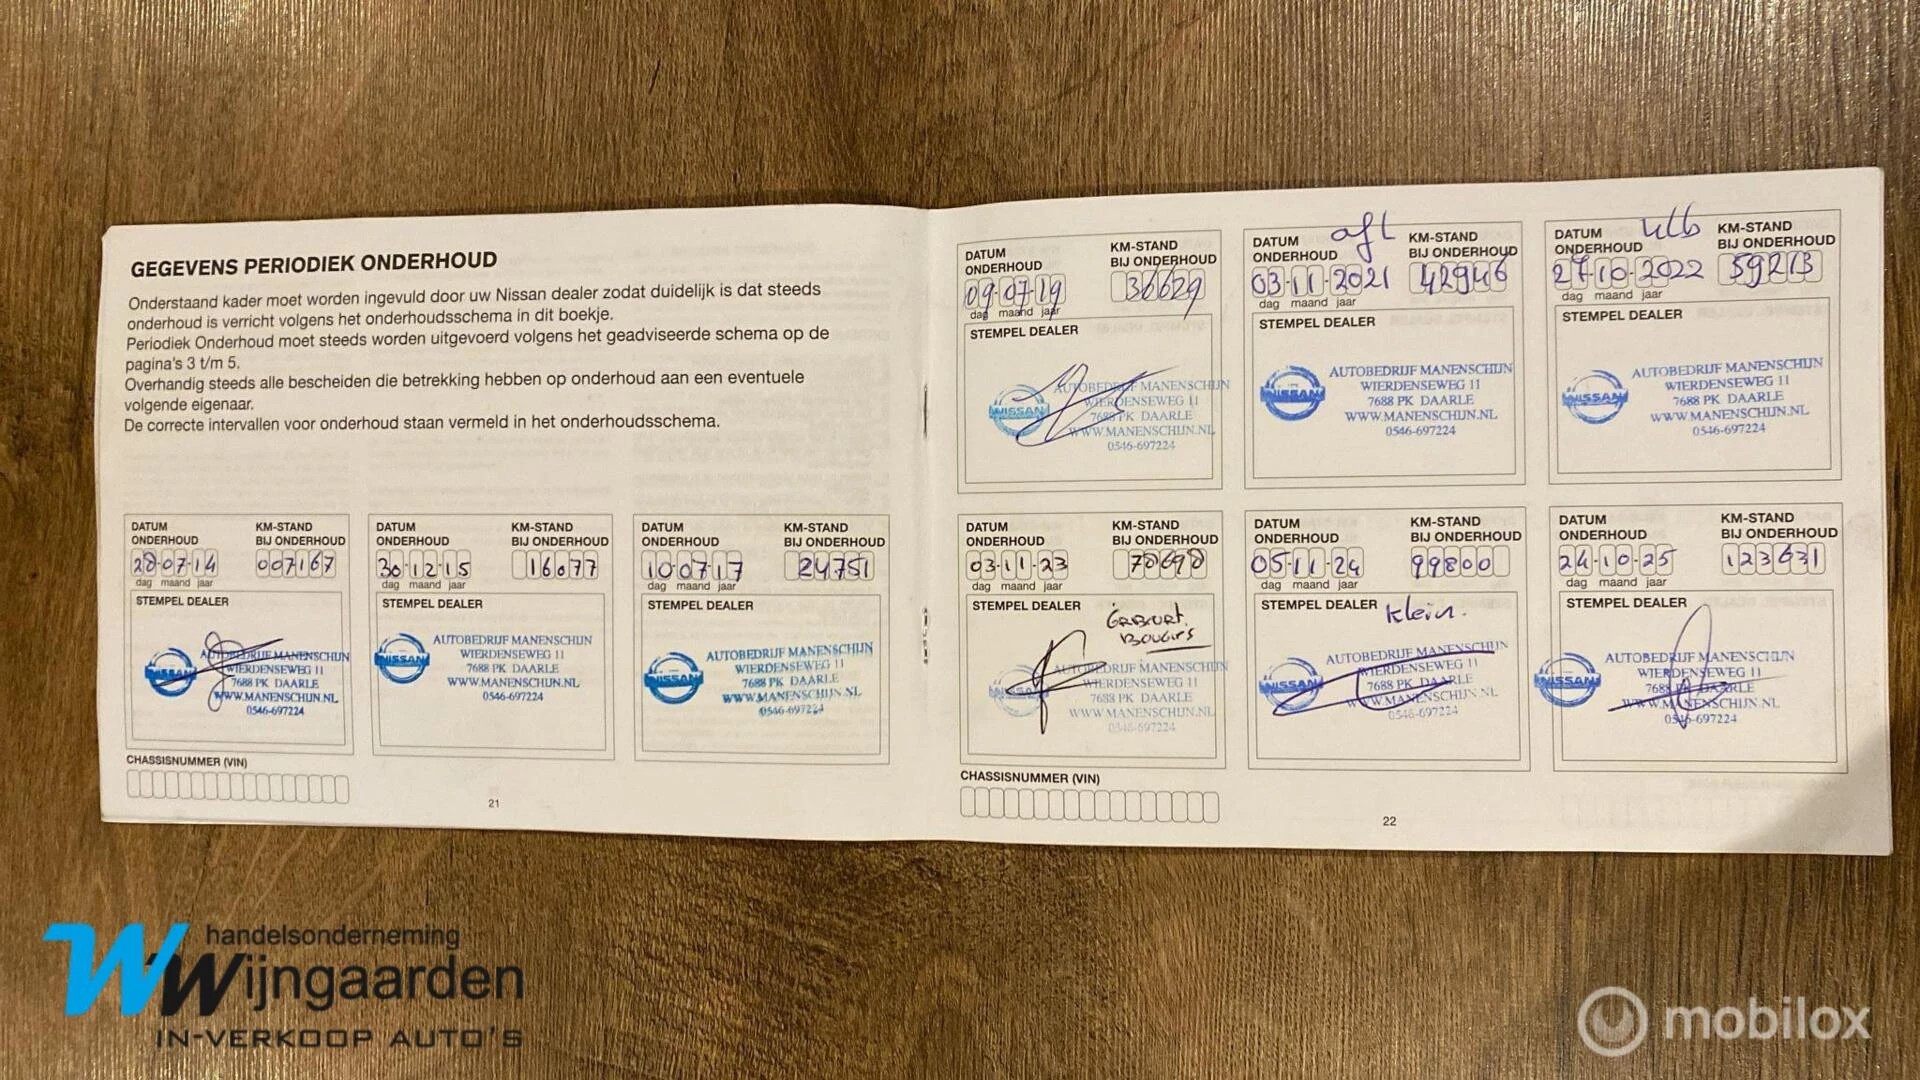 GEGEVENS PERIODIEK ONDERHOUD
Onderstaand kader moet worden ingevuld door uw Nissan dealer zodat duidelijk is dat steeds
onderhoud is verricht volgens het onderhoudsschema in dit boekje.
Periodiek Onderhoud moet steeds worden uitgevoerd volgens het geadviseerde schema op de
pagina's 3 t/m 5.
Overhandig steeds alle bescheiden die betrekking hebben op onderhoud aan een eventuele
volgende eigenaar.
De correcte intervallen voor onderhoud staan vermeld in het onderhoudsschema.
DATUM
ONDERHOUD
KM-STAND
BIJ ONDERHOUD
28-07-14
007167
dag maand jaar
STEMPEL DEALER
NISSAN
AUTOBEDRIJF MANENSCHIJN
WIERDENSEWEG 11
7688 PK DAARLE
WWW.MANENSCHIJN.NL
0546-697224
DATUM
ONDERHOUD
KM-STAND
BIJ ONDERHOUD
30-12-15
16077
dag maand jaar
STEMPEL DEALER
NISSAN
AUTOBEDRIJF MANENSCHIJN
WIERDENSEWEG 11
7688 PK DAARLE
WWW.MANENSCHIJN.NL
0546-697224
DATUM
ONDERHOUD
KM-STAND
BIJ ONDERHOUD
10-07-17
24751
dag maand jaar
STEMPEL DEALER
NISSAN
AUTOBEDRIJF MANENSCHIJN
WIERDENSEWEG 11
7688 PK DAARLE
WWW.MANENSCHIJN.NL
0546-697224
CHASSISNUMMER (VIN)
21
DATUM
ONDERHOUD
KM-STAND
BIJ ONDERHOUD
09-07-19
36629
dag maand jaar
STEMPEL DEALER
NISSAN
AUTOBEDRIJF MANENSCHIJN
WIERDENSEWEG 11
7688 PK DAARLE
WWW.MANENSCHIJN.NL
0546-697224
DATUM
ONDERHOUD
afl
KM-STAND
BIJ ONDERHOUD
03-11-2021
42946
dag maand jaar
STEMPEL DEALER
NISSAN
AUTOBEDRIJF MANENSCHIJN
WIERDENSEWEG 11
7688 PK DAARLE
WWW.MANENSCHIJN.NL
0546-697224
DATUM
ONDERHOUD
KM-STAND
BIJ ONDERHOUD
27-10-2022
59213
dag maand jaar
STEMPEL DEALER
NISSAN
AUTOBEDRIJF MANENSCHIJN
WIERDENSEWEG 11
7688 PK DAARLE
WWW.MANENSCHIJN.NL
0546-697224
DATUM
ONDERHOUD
KM-STAND
BIJ ONDERHOUD
03-11-23
78698
dag maand jaar
STEMPEL DEALER
BOUGIES
NISSAN
AUTOBEDRIJF MANENSCHIJN
WIERDENSEWEG 11
7688 PK DAARLE
WWW.MANENSCHIJN.NL
0546-697224
DATUM
ONDERHOUD
KM-STAND
BIJ ONDERHOUD
05-11-24
99800
dag maand jaar
STEMPEL DEALER
Klein.
NISSAN
AUTOBEDRIJF MANENSCHIJN
WIERDENSEWEG 11
7688 PK DAARLE
WWW.MANENSCHIJN.NL
0546-697224
DATUM
ONDERHOUD
KM-STAND
BIJ ONDERHOUD
24-10-25
123631
dag maand jaar
STEMPEL DEALER
NISSAN
AUTOBEDRIJF MANENSCHIJN
WIERDENSEWEG 11
7688 PK DAARLE
WWW.MANENSCHIJN.NL
0546-697224
CHASSISNUMMER (VIN)
22
handelsonderneming
Wijngaarden
IN-VERKOOP AUTO'S
mobilox